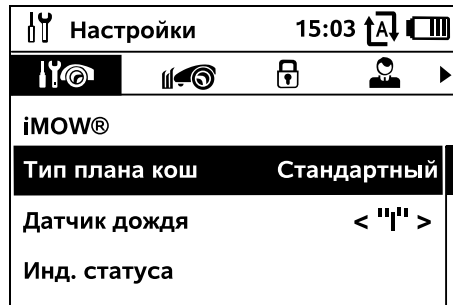 Настройки 15:03 A
iMOW®
Тип плана кош Стандартный
Датчик дождя < "|" >
Инд. статуса